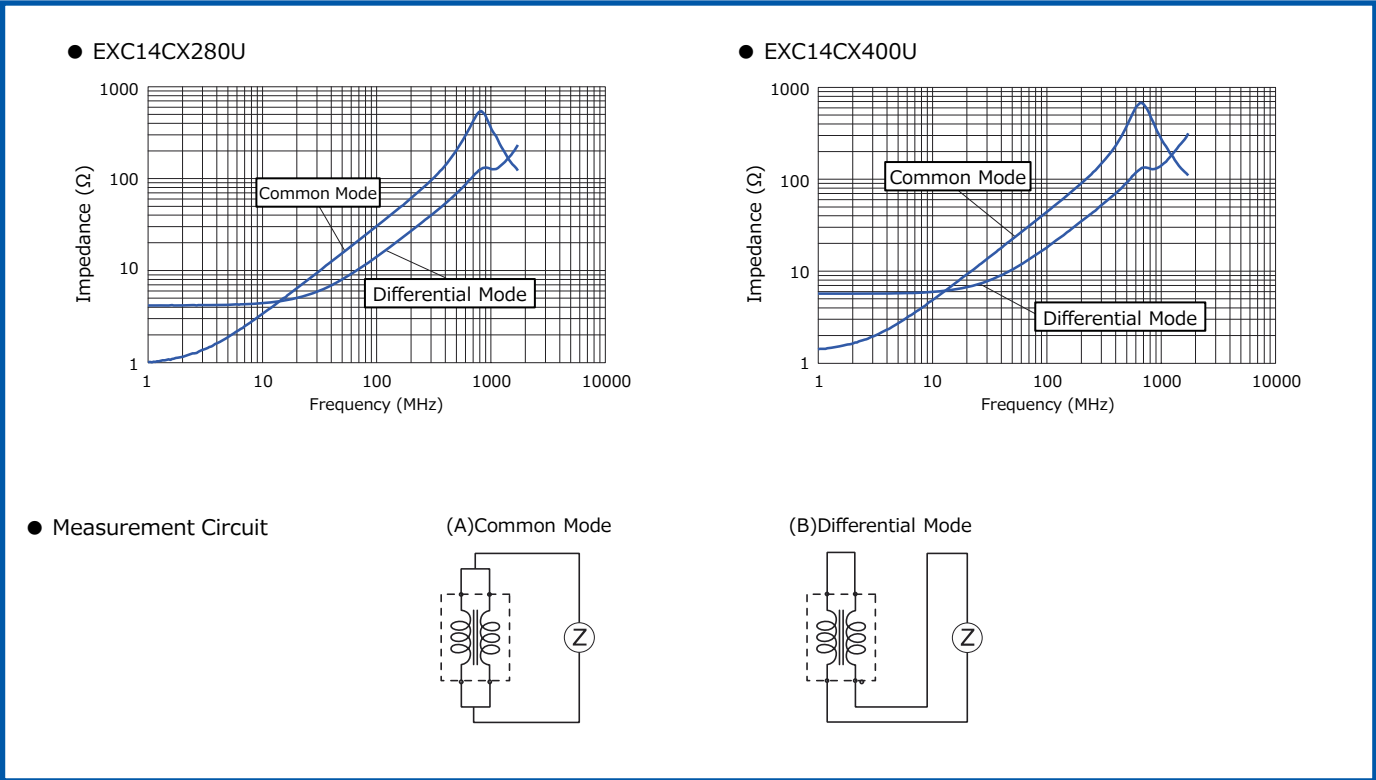 ● EXC14CX280U
1000
100
10
1
Impedance (Ω)
Common Mode
Differential Mode
1 10 100 1000 10000
Frequency (MHz)
● EXC14CX400U
1000
100
10
1
Impedance (Ω)
Common Mode
Differential Mode
1 10 100 1000 10000
Frequency (MHz)
● Measurement Circuit
(A)Common Mode
Z
(B)Differential Mode
Z